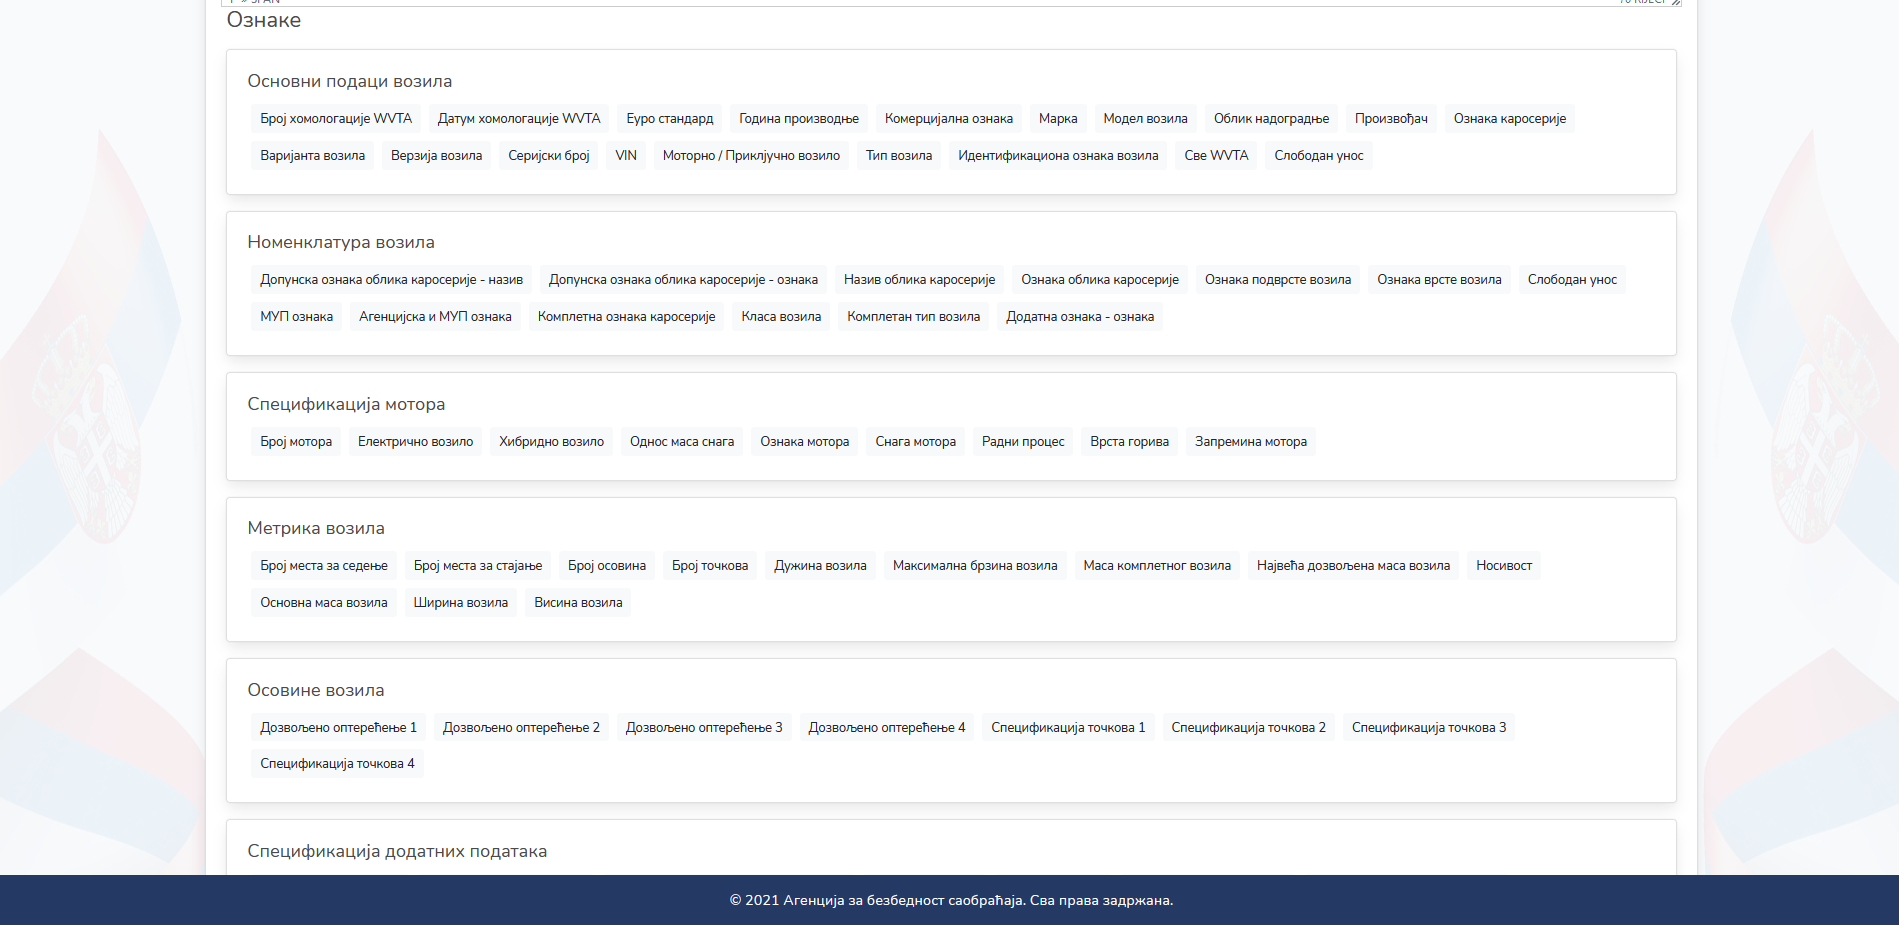 Ознаке
Основни подаци возила
Број хомологације WVTA Датум хомологације WVTA Еуро стандард Година производње Комерцијална ознака Марка Модел возила Облик надоградње Произвођач Ознака каросерије
Варијанта возила Верзија возила Серијски број VIN Моторно / Приклјучно возило Тип возила Идентификациона ознака возила Све WVTA Слободан унос
Номенклатура возила
Допунска ознака облика каросерије - назив Допунска ознака облика каросерије - ознака Назив облика каросерије Ознака облика каросерије Ознака подврсте возила Ознака врсте возила Слободан унос
МУП ознака Агенцијска и МУП ознака Комплетна ознака каросерије Класа возила Комплетан тип возила Додатна ознака - ознака
Спецификација мотора
Број мотора Електрично возило Хибридно возило Однос маса снага Ознака мотора Снага мотора Радни процес Врста горива Запремина мотора
Метрика возила
Број места за седење Број места за стајање Број осовина Број точкова Дужина возила Максимална брзина возила Маса комплетног возила Највећа дозвољена маса возила Носивост
Основна маса возила Ширина возила Висина возила
Осовине возила
Дозвољено оптерећење 1 Дозвољено оптерећење 2 Дозвољено оптерећење 3 Дозвољено оптерећење 4 Спецификација точкова 1 Спецификација точкова 2 Спецификација точкова 3
Спецификација точкова 4
Спецификација додатних података
© 2021 Агенција за безбедност саобраћаја. Сва права задржана.